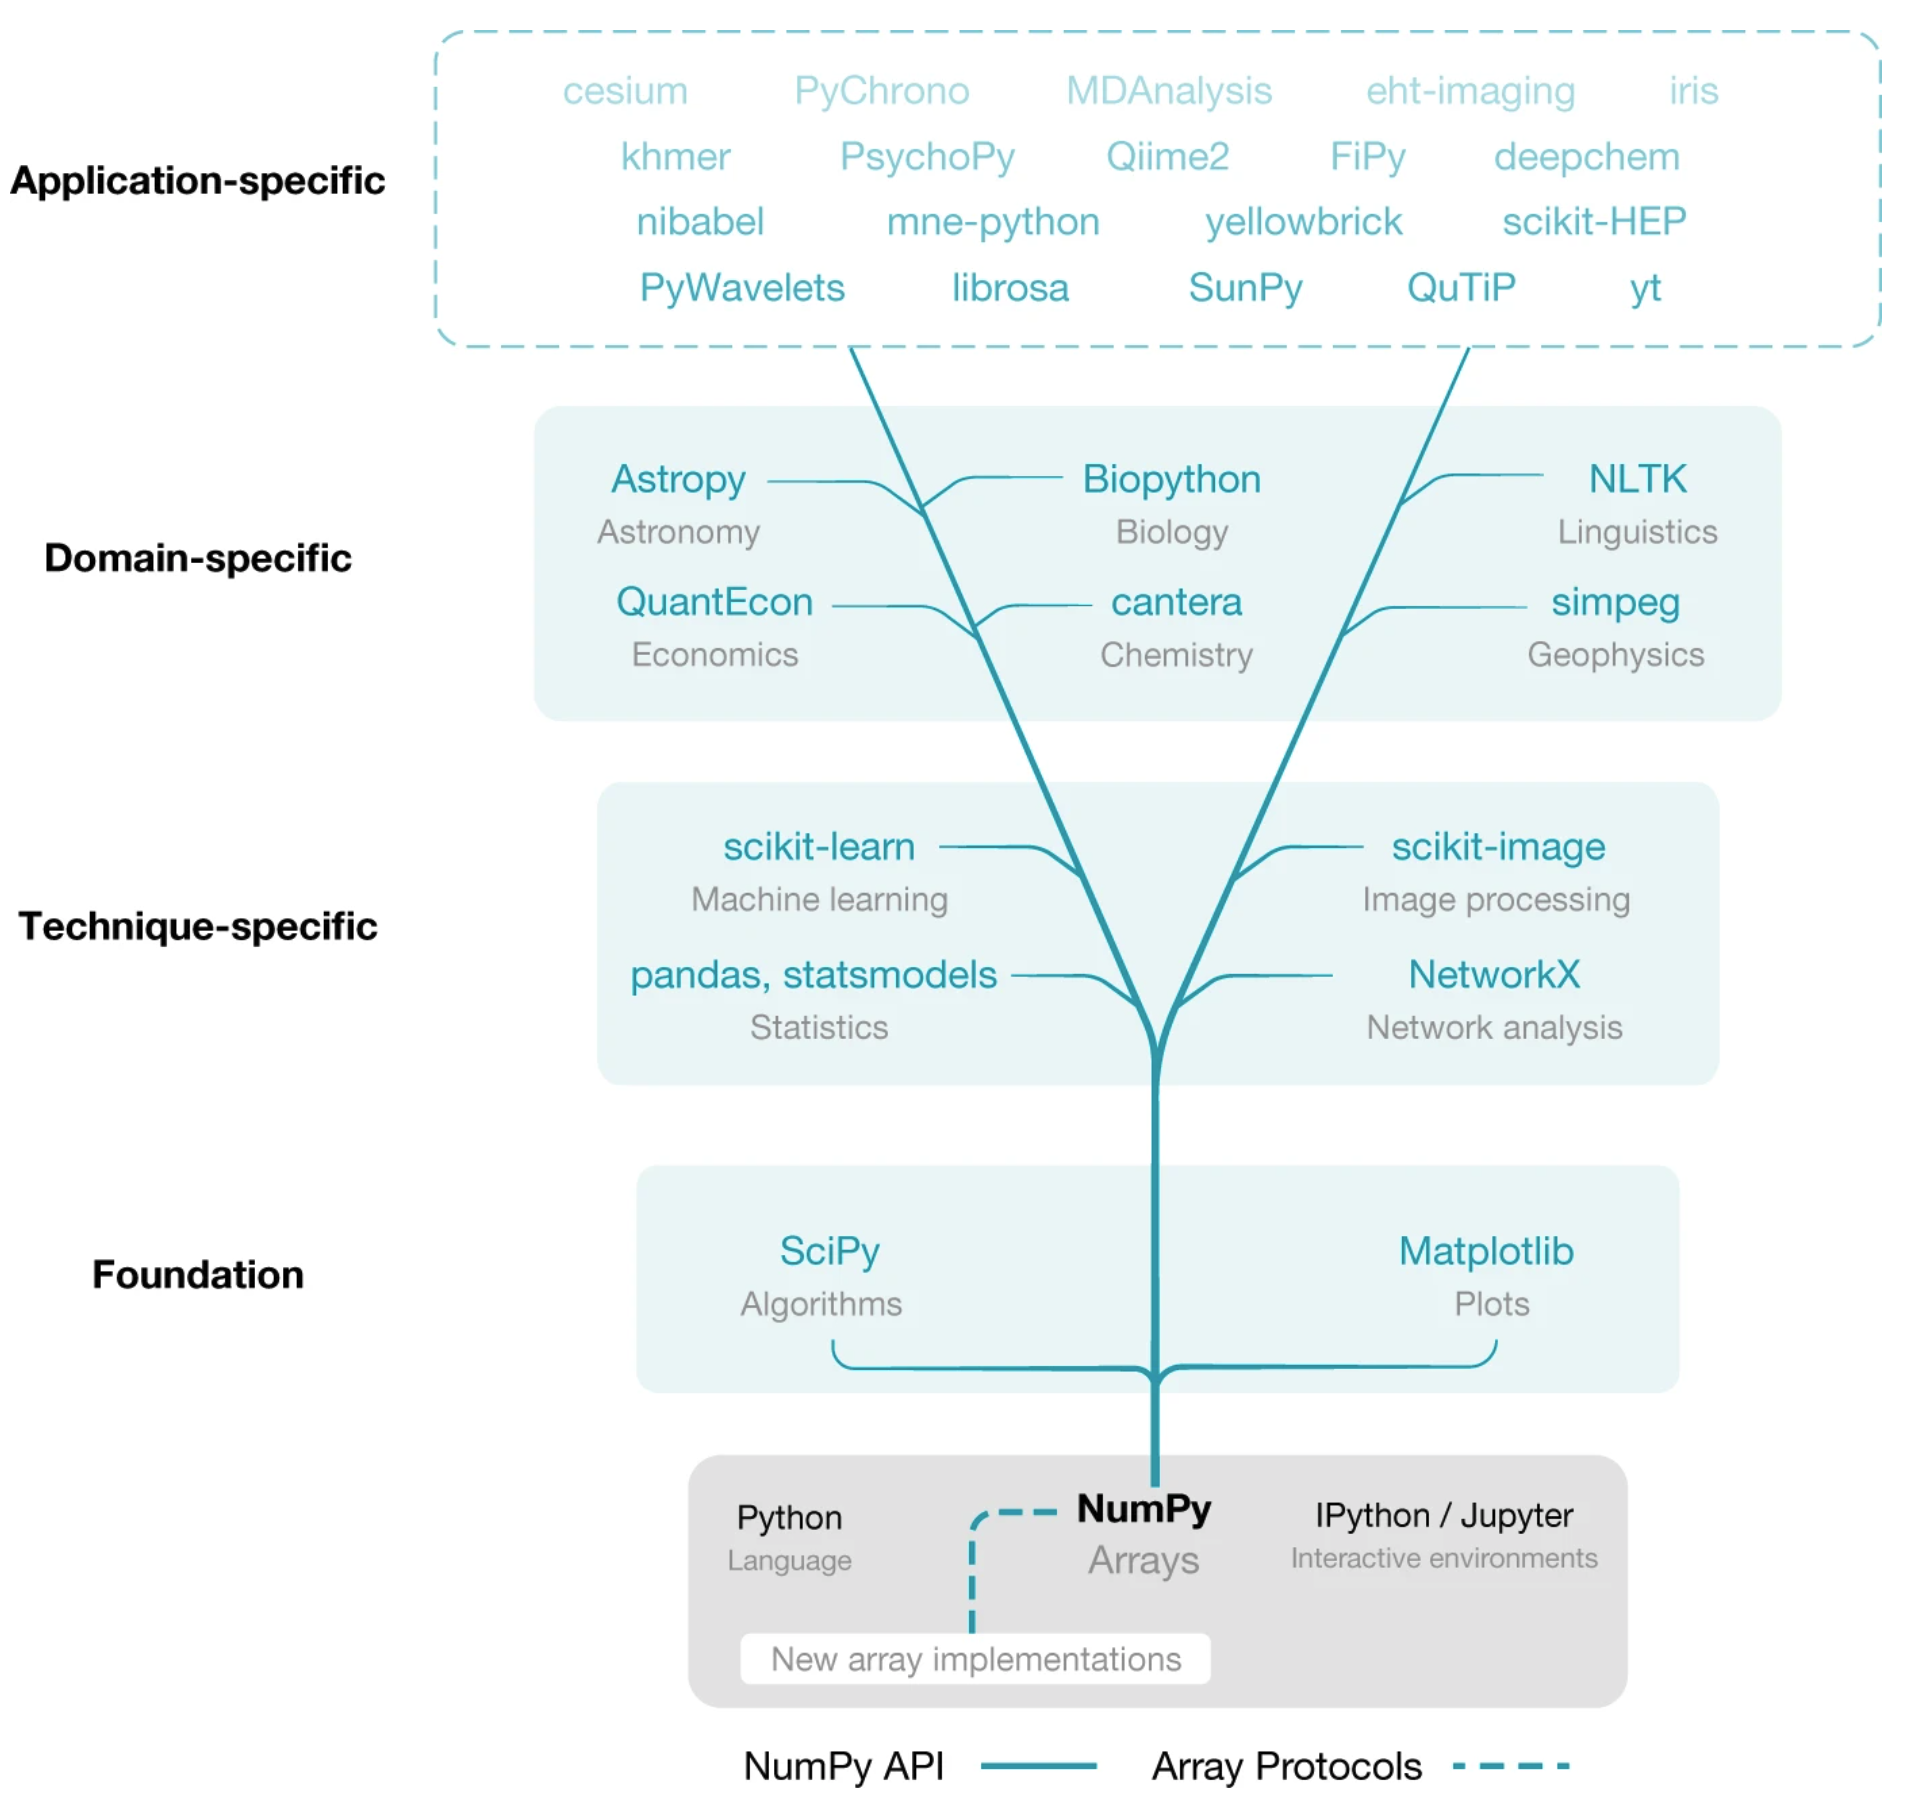 cesium PyChrono MDAnalysis eht-imaging iris
khmer PsychoPy Qiime2 FiPy deepchem
Application-specific
nibabel mne-python yellowbrick scikit-HEP
PyWavelets librosa SunPy QuTiP yt
Astropy Biopython NLTK
Astronomy Biology Linguistics
Domain-specific
QuantEcon cantera simpeg
Economics Chemistry Geophysics
scikit-learn scikit-image
Machine learning Image processing
Technique-specific
pandas, statsmodels NetworkX
Statistics Network analysis
SciPy Matplotlib
Foundation
Algorithms Plots
Python NumPy IPython / Jupyter
Language Arrays Interactive environments
New array implementations
NumPy API Array Protocols